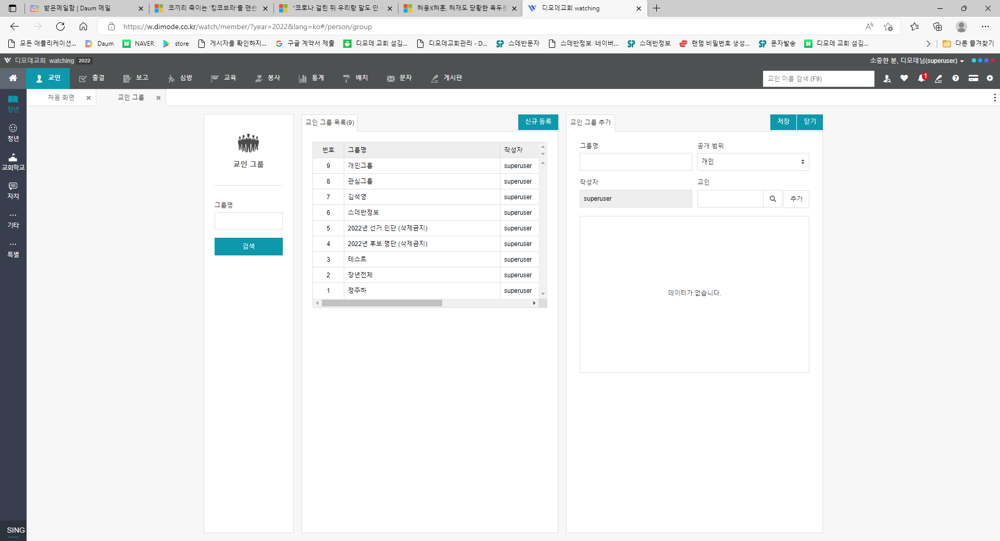 받은메일함 | Daum 메일
코끼리 죽이는 '킹코브라'를 맨손
"코로나 걸린 뒤 우리랑 말도 안
허웅X허훈, 허재도 당황한 육두문
디모데교회 watching
https://w.dimode.co.kr/watch/member/?year=2022&lang=ko#/person/group
모든 애플리케이션...
Daum
NAVER
store
게시자를 확인하지...
구글 계약서 제출
디모데 교회 섬김...
디모데교회관리 - D...
스데반문자
스데반정보 네이버...
스데반정보
랜덤 비밀번호 생성...
문자발송
디모데 교회 섬김...
다른 즐겨찾기
디모데교회 watching 2022
소중한 분, 디모데님(superuser)
교인
출결
보고
심방
교육
봉사
통계
배치
문자
게시판
교인 이름 검색 (F9)
1
처음 화면
교인 그룹
장년
청년
교회학교
자치
기타
특별
SING
교인 그룹
그룹명
검색
교인 그룹 목록(9)
신규 등록
번호 그룹명 작성자
9 개인그룹 superuser
8 관심그룹 superuser
7 김석영 superuser
6 스데반정보 superuser
5 2022년 선거 인단 (삭제금지) superuser
4 2022년 후보 명단 (삭제금지) superuser
3 테스트 superuser
2 장년전체 superuser
1 정주하 superuser
교인 그룹 추가
저장
닫기
그룹명
공개 범위
개인
작성자
교인
superuser
추가
데이터가 없습니다.